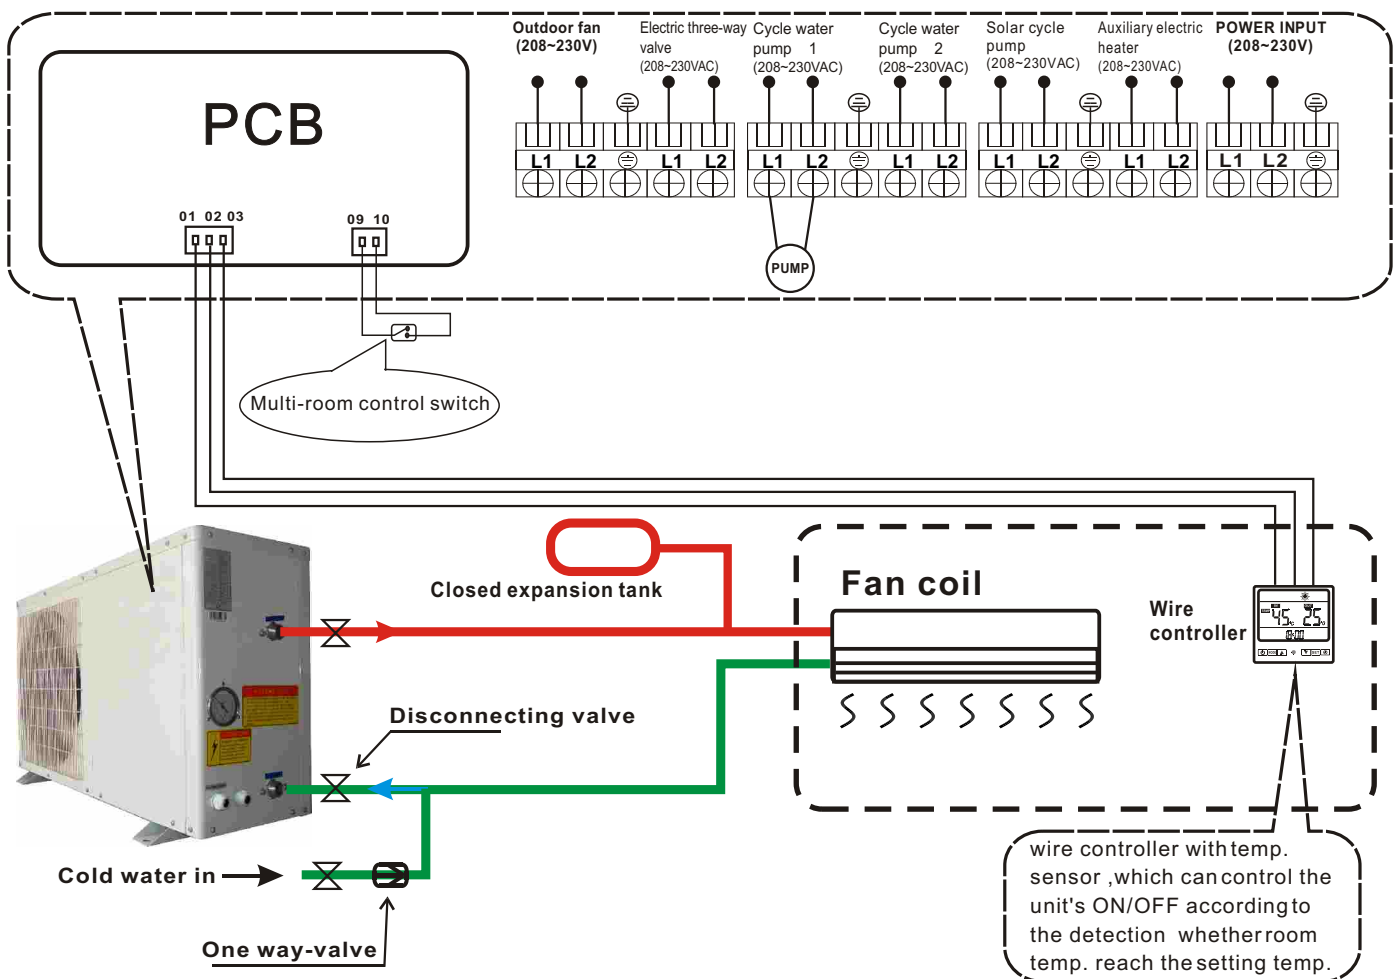 Outdoor fan
(208~230V)
Electric three-way
valve
(208~230VAC)
Cycle water
pump 1
(208~230VAC)
Cycle water
pump 2
(208~230VAC)
Solar cycle
pump
(208~230VAC)
Auxiliary electric
heater
(208~230VAC)
POWER INPUT
(208~230V)
PCB
L1 L2 L1 L2 L1 L2 L1 L2 L1 L2 L1 L2 L1 L2
01 02 03
09 10
PUMP
Multi-room control switch
Closed expansion tank
Fan coil
Wire
controller
45 25
Disconnecting valve
Cold water in
One way-valve
wire controller with temp.
sensor ,which can control the
unit's ON/OFF according to
the detection whether room
temp. reach the setting temp.